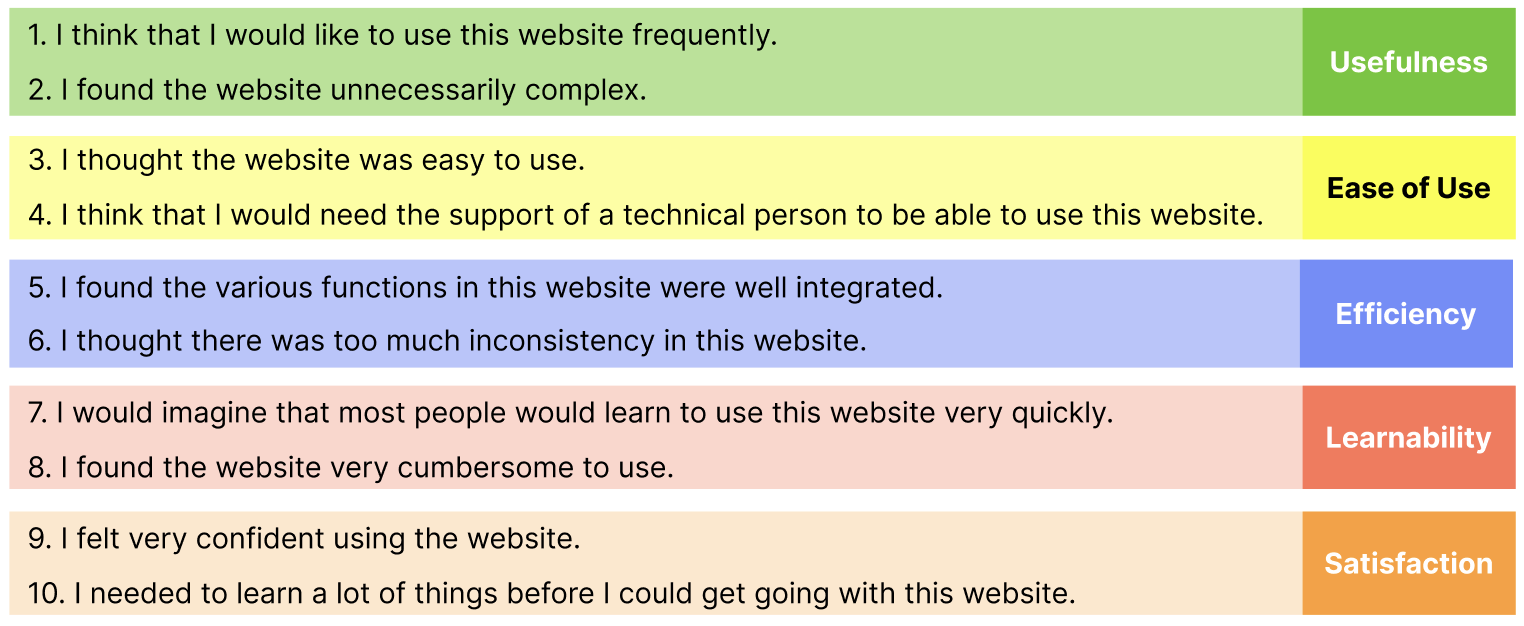 1. I think that I would like to use this website frequently.
2. I found the website unnecessarily complex.
Usefulness
3. I thought the website was easy to use.
4. I think that I would need the support of a technical person to be able to use this website.
Ease of Use
5. I found the various functions in this website were well integrated.
6. I thought there was too much inconsistency in this website.
Efficiency
7. I would imagine that most people would learn to use this website very quickly.
8. I found the website very cumbersome to use.
Learnability
9. I felt very confident using the website.
10. I needed to learn a lot of things before I could get going with this website.
Satisfaction